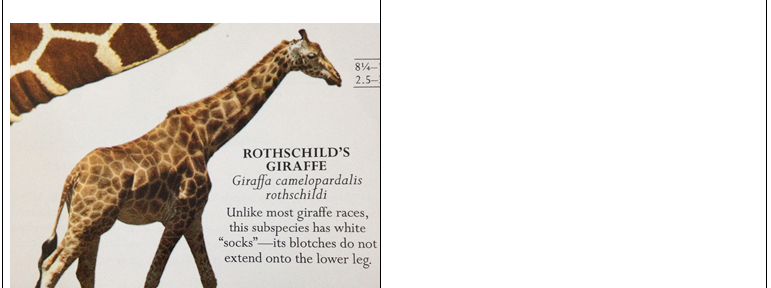 8¼–
2.5–
ROTHSCHILD'S
GIRAFFE
Giraffa camelopardalis
rothschildi
Unlike most giraffe races,
this subspecies has white
“socks”—its blotches do not
extend onto the lower leg.